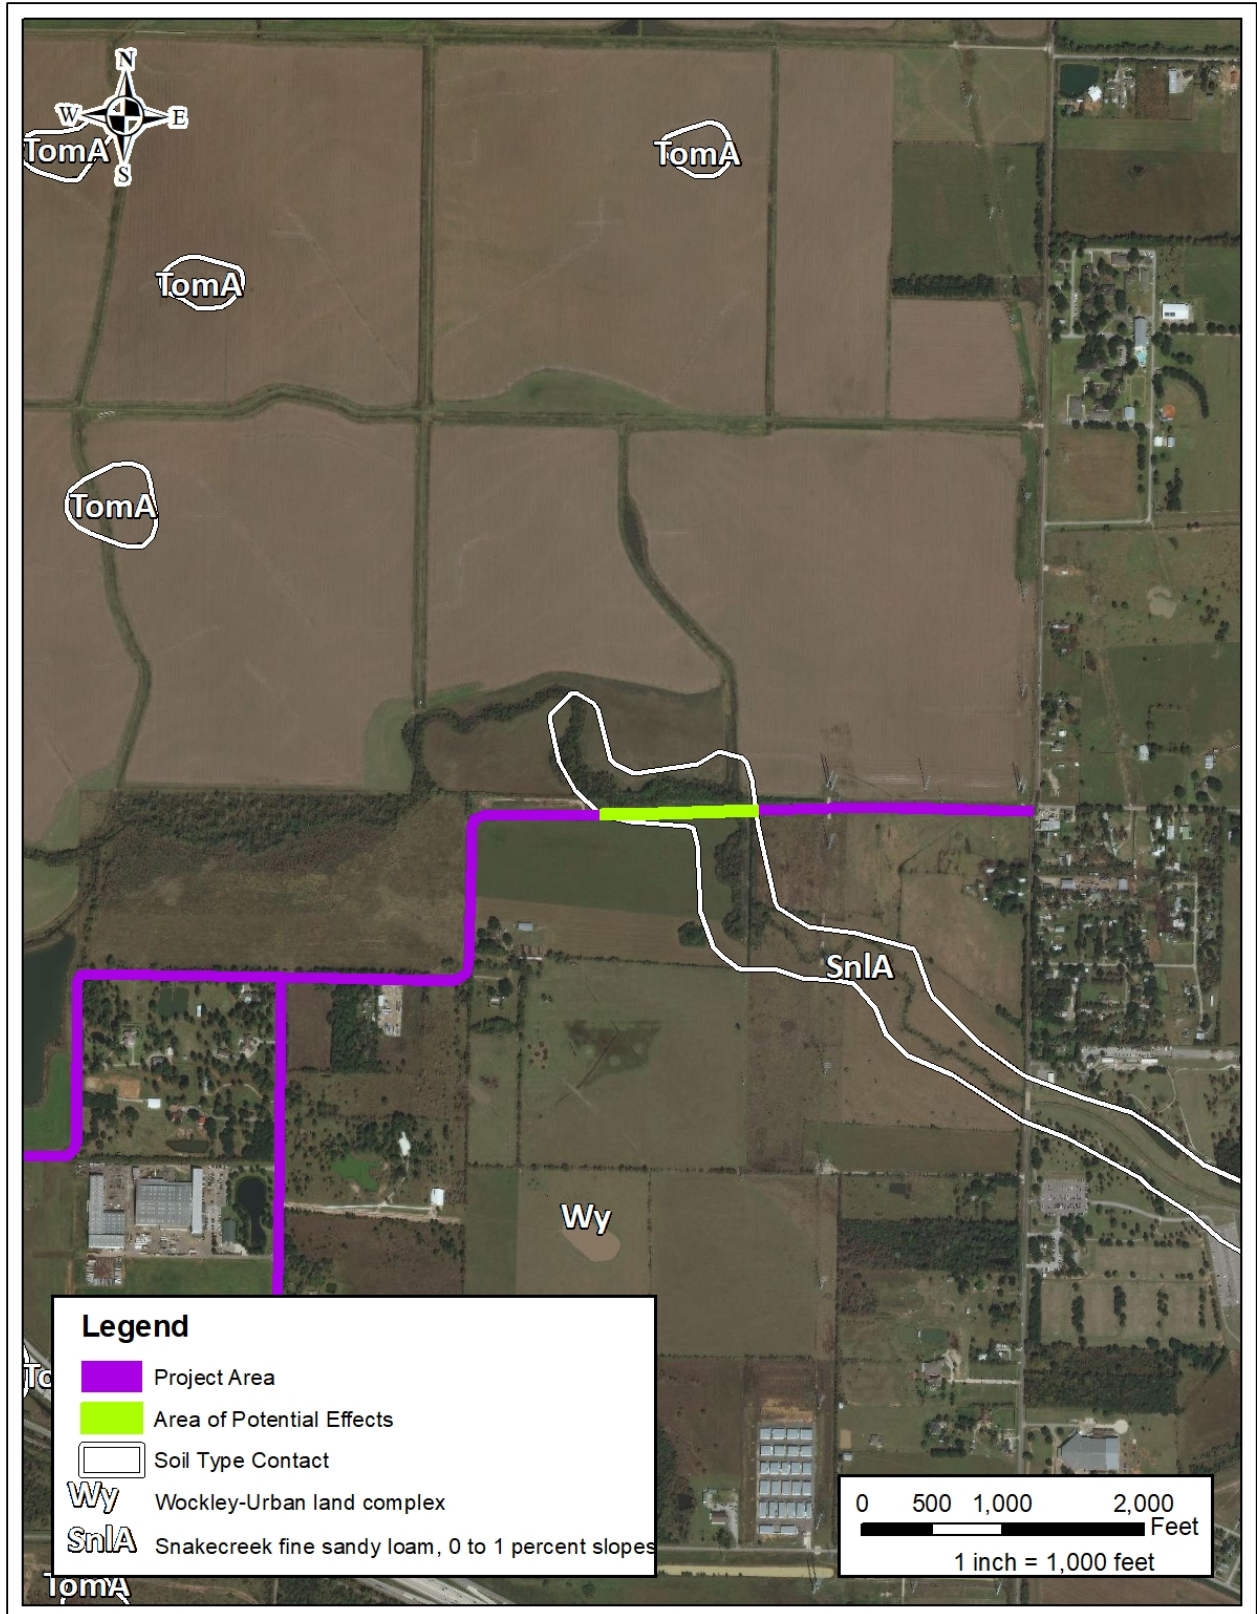 N
W E
S
TomA
TomA
TomA
TomA
SnlA
Wy
Legend
Project Area
Area of Potential Effects
Soil Type Contact
Wy Wockley-Urban land complex
SnlA Snakecreek fine sandy loam, 0 to 1 percent slopes
To
TomA
0 500 1,000 2,000
Feet
1 inch = 1,000 feet